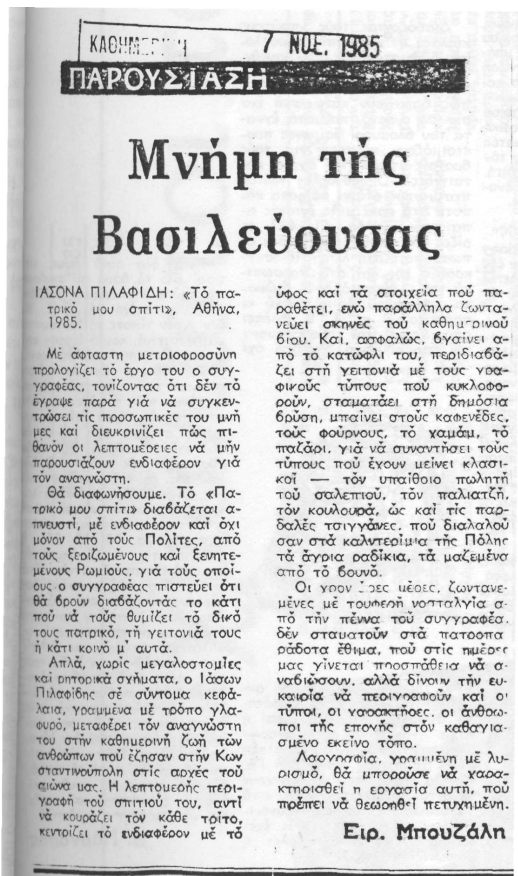 ΚΑΘΗΜΕΡΙΝΗ
7 ΝΟΕ. 1985
ΠΑΡΟΥΣΙΑΣΗ
Μνήμη τής
Βασιλεύουσας
ΙΑΣΟΝΑ ΠΙΛΑΦΙΔΗ: «Τό πα-
τρικό μου σπίτι», Αθήνα,
1985.
Μέ άφταστη μετριοφροσύνη
προλογίζει τό έργο του ο συγ-
γραφέας, τονίζοντας ότι δέν τό
έγραψε παρά γιά νά συγκεν-
τρώσει τίς προσωπικές του μνή
μες καί διευκρινίζει πώς πι-
θανόν οι λεπτομέρειες νά μήν
παρουσιάζουν ενδιαφέρον γιά
τόν αναγνώστη.
Θά διαφωνήσουμε. Τό «Πα-
τρικό μου σπίτι» διαβάζεται α-
πνευστί, μέ ενδιαφέρον καί όχι
μόνον από τούς Πολίτες, από
τούς ξεριζωμένους καί ξενητε-
μένους Ρωμιούς, γιά τούς οποί-
ους ο συγγραφέας πιστεύει ότι
θά βρούν διαβάζοντάς το κάτι
πού νά τούς θυμίζει τό δικό
τους πατρικό, τή γειτονιά τους
ή κάτι κοινό μ' αυτά.
Απλά, χωρίς μεγαλοστομίες
καί ρητορικά σχήματα, ο Ιάσων
Πιλαφίδης σέ σύντομα κεφά-
λαια, γραμμένα μέ τρόπο γλα-
φυρό, μεταφέρει τόν αναγνώστη
του στήν καθημερινή ζωή τών
ανθρώπων πού έζησαν στήν Κων
σταντινούπολη στίς αρχές τού
αιώνα μας. Η λεπτομερής περι-
γραφή τού σπιτιού του, αντί
νά κουράζει τόν κάθε τρίτο,
κεντρίζει τό ενδιαφέρον μέ τό
ύφος καί τά στοιχεία πού πα-
ραθέτει, ενώ παράλληλα ζωντα-
νεύει σκηνές τού καθημερινού
βίου. Καί, ασφαλώς, βγαίνει α-
πό τό κατώφλι του, περιδιαβά-
ζει στή γειτονιά μέ τούς γρα-
φικούς τύπους πού κυκλοφο-
ρούν, σταματάει στή δημόσια
βρύση, μπαίνει στούς καφενέδες,
τούς φούρνους, τό χαμάμ, τό
παζάρι, γιά νά συναντήσει τούς
τύπους πού έχουν μείνει κλασι-
κοί — τόν υπαίθριο πωλητή
τού σαλεπιού, τόν παλιατζή,
τόν κουλουρά, ώς καί τίς παρ-
δαλές τσιγγάνες, πού διαλαλού
σαν στά καλντερίμια τής Πόλης
τά άγρια ραδίκια, τά μαζεμένα
από τό βουνό.
Οι μέρες, ζωντανε-
μένες μέ τρυφερή νοσταλγία α-
πό τήν πέννα τού συγγραφέα,
δέν σταματούν στά πατροπα-
ράδοτα έθιμα, πού στίς ημέρες
μας γίνεται προσπάθεια νά α-
ναβιώσουν, αλλά δίνουν τήν ευ-
καιρία νά περιγραφούν καί οι
τύποι, οι χαρακτήρες, οι άνθρω-
ποι τής εποχής στόν καθαγια-
σμένο εκείνο τόπο.
Λαογραφία, γραμμένη μέ λυ-
ρισμό, θά μπορούσε νά χαρα-
κτηρισθεί η εργασία αυτή, πού
πρέπει νά θεωρηθεί πετυχημένη.
Ειρ. Μπουζάλη